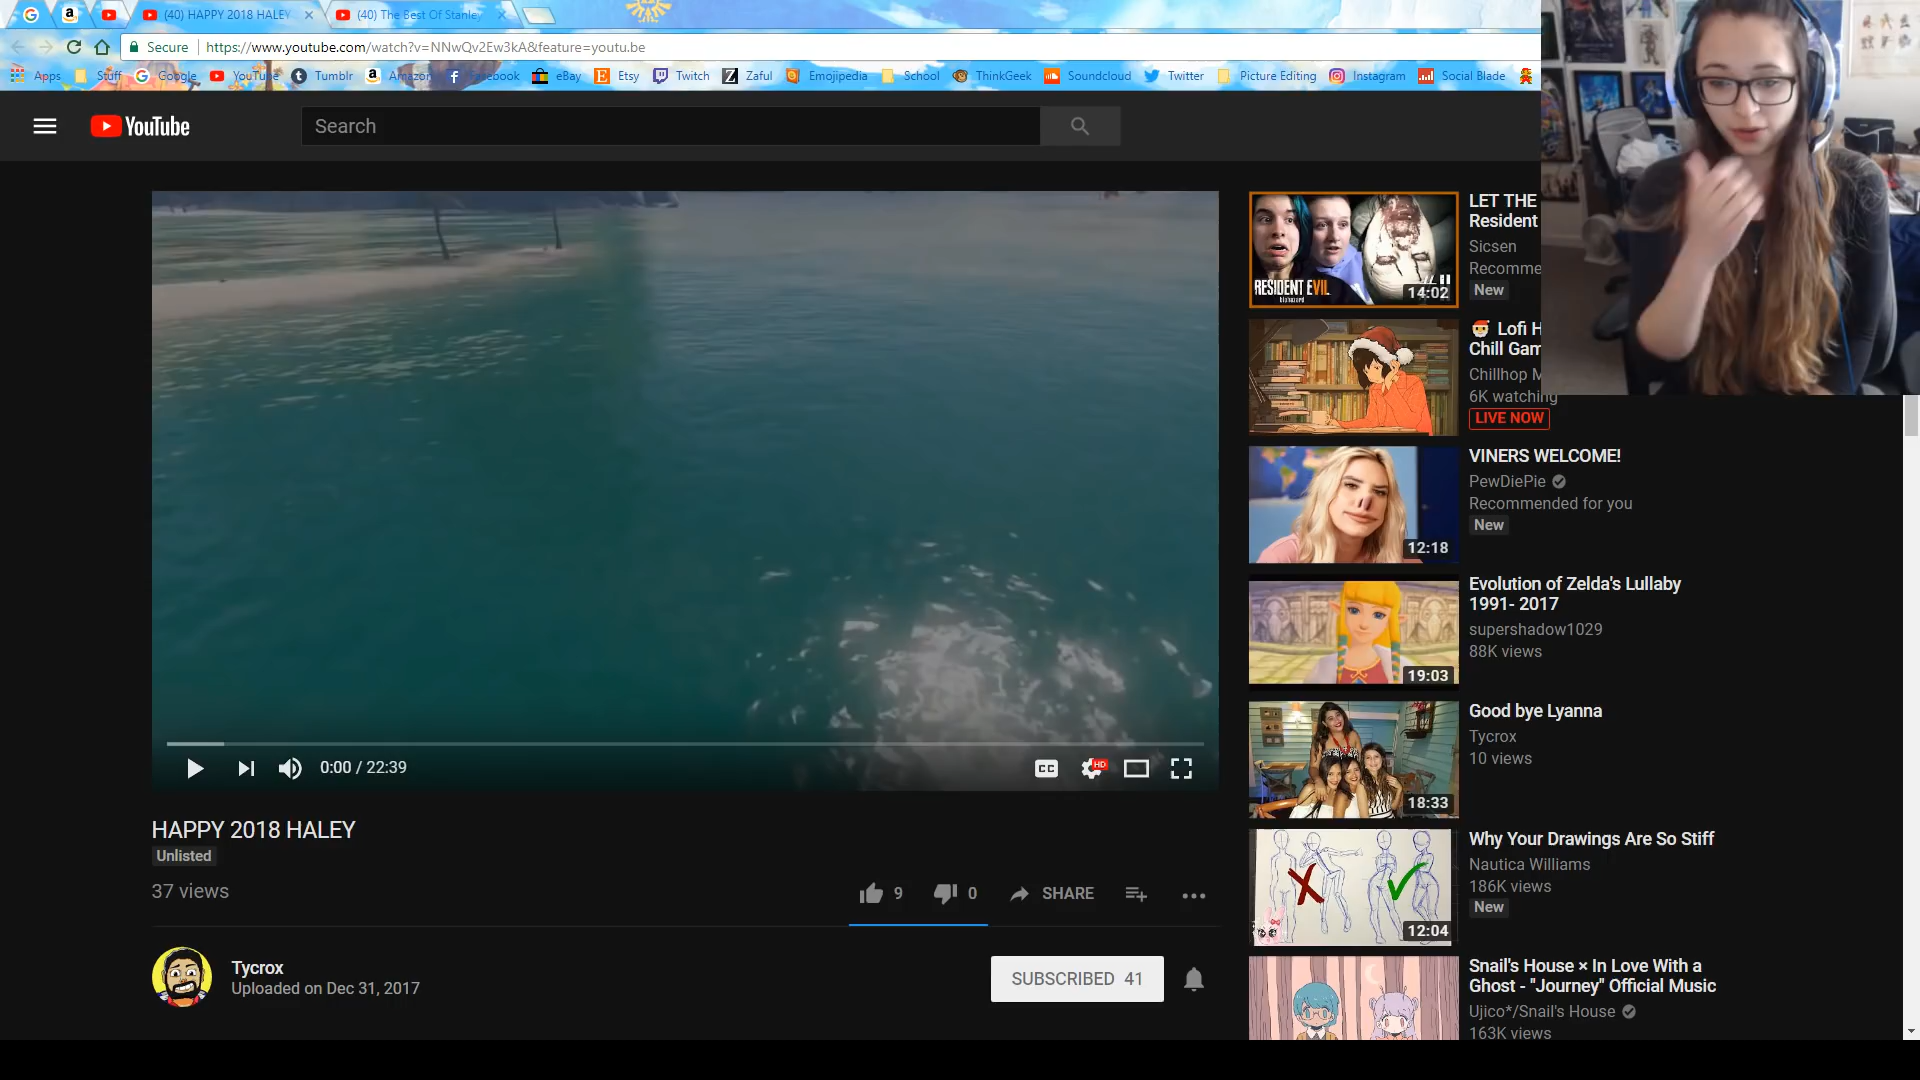 (40) HAPPY 2018 HALEY
(40) The Best Of Stanley
Secure https://www.youtube.com/watch?v=NNwQv2Ew3kA&feature=youtu.be
Apps Stuff Google YouTube Tumblr Amazon Facebook eBay Etsy Twitch Zaful Emojipedia School ThinkGeek Soundcloud Twitter Picture Editing Instagram Social Blade
YouTube
Search
LET THE
Resident
Sicsen
Recomme
New
RESIDENT EVIL
biohazard
14:02
Lofi H
Chill Gam
Chillhop M
6K watching
LIVE NOW
VINERS WELCOME!
PewDiePie
Recommended for you
New
12:18
Evolution of Zelda's Lullaby
1991- 2017
supershadow1029
88K views
19:03
Good bye Lyanna
Tycrox
10 views
18:33
Why Your Drawings Are So Stiff
Nautica Williams
186K views
New
12:04
Snail's House × In Love With a
Ghost - "Journey" Official Music
Ujico*/Snail's House
163K views
0:00 / 22:39
CC
HD
HAPPY 2018 HALEY
Unlisted
37 views
9 0 SHARE
Tycrox
Uploaded on Dec 31, 2017
SUBSCRIBED 41